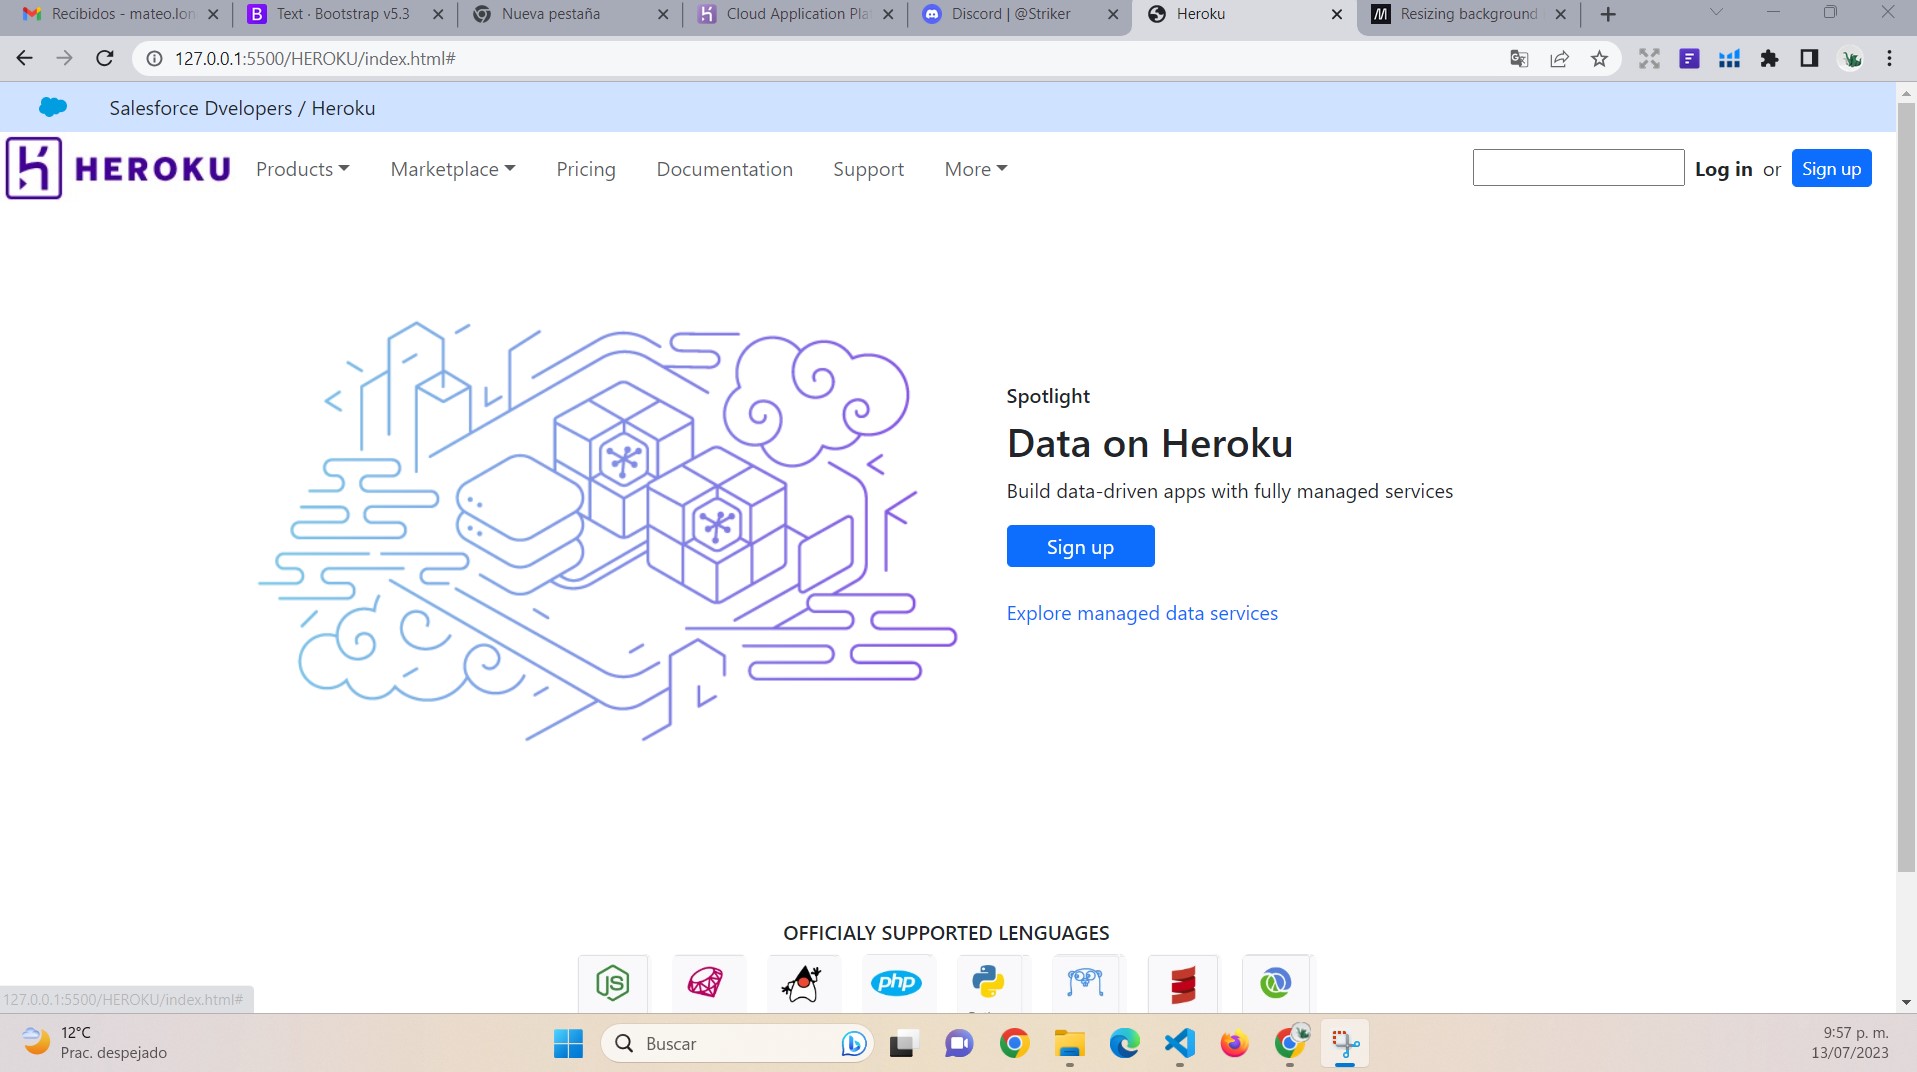 Recibidos - mateo.lon
Text · Bootstrap v5.3
Nueva pestaña
Cloud Application Pla
Discord | @Striker
Heroku
Resizing background
127.0.0.1:5500/HEROKU/index.html#
Salesforce Dvelopers / Heroku
HEROKU
Products
Marketplace
Pricing
Documentation
Support
More
Log in or Sign up
Spotlight
Data on Heroku
Build data-driven apps with fully managed services
Sign up
Explore managed data services
OFFICIALY SUPPORTED LENGUAGES
JS
php
127.0.0.1:5500/HEROKU/index.html#
12°C
Prac. despejado
Buscar
9:57 p. m.
13/07/2023